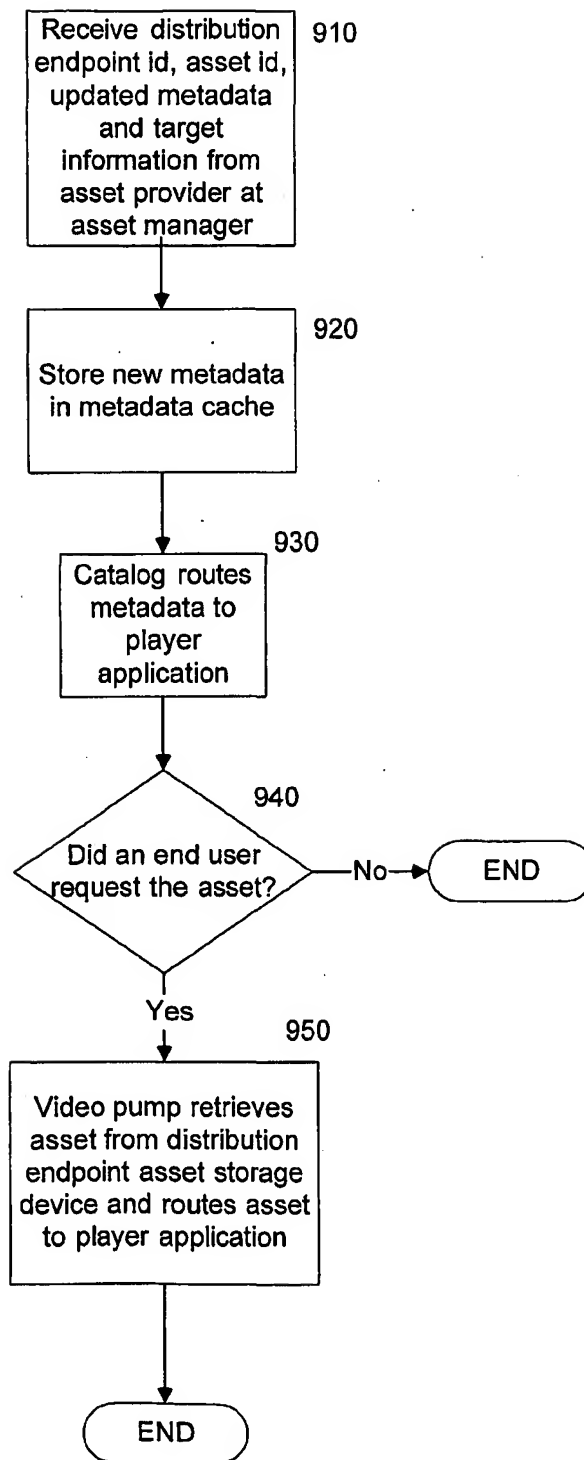 Receive distribution
endpoint id, asset id,
updated metadata
and target
information from
asset provider at
asset manager
910
920
Store new metadata
in metadata cache
930
Catalog routes
metadata to
player
application
940
Did an end user
request the asset?
No
END
Yes
950
Video pump retrieves
asset from distribution
endpoint asset storage
device and routes asset
to player application
END